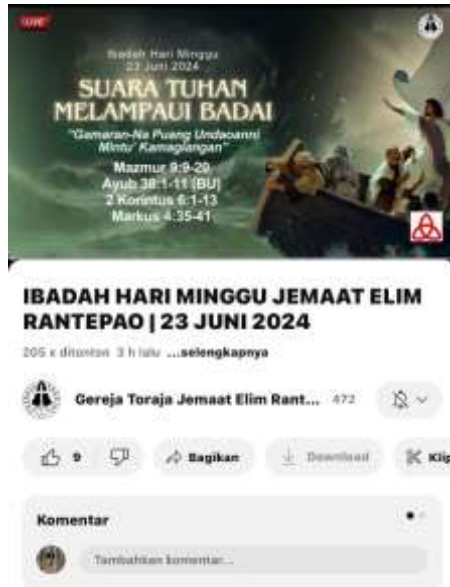 LIVE
Ibadah Hari Minggu
23 Juni 2024
SUARA TUHAN
MELAMPAUI BADAI
"Gamaran-Na Puang Undaoanni
Mintu' Kamagiangan"
Mazmur 9:9-20
Ayub 38:1-11 (BU)
2 Korintus 6:1-13
Markus 4:35-41
IBADAH HARI MINGGU JEMAAT ELIM
RANTEPAO | 23 JUNI 2024
205 x ditonton 3 h lalu ...selengkapnya
Gereja Toraja Jemaat Elim Rant... 472
9 Bagikan Download Klip
Komentar
Tambahkan komentar...